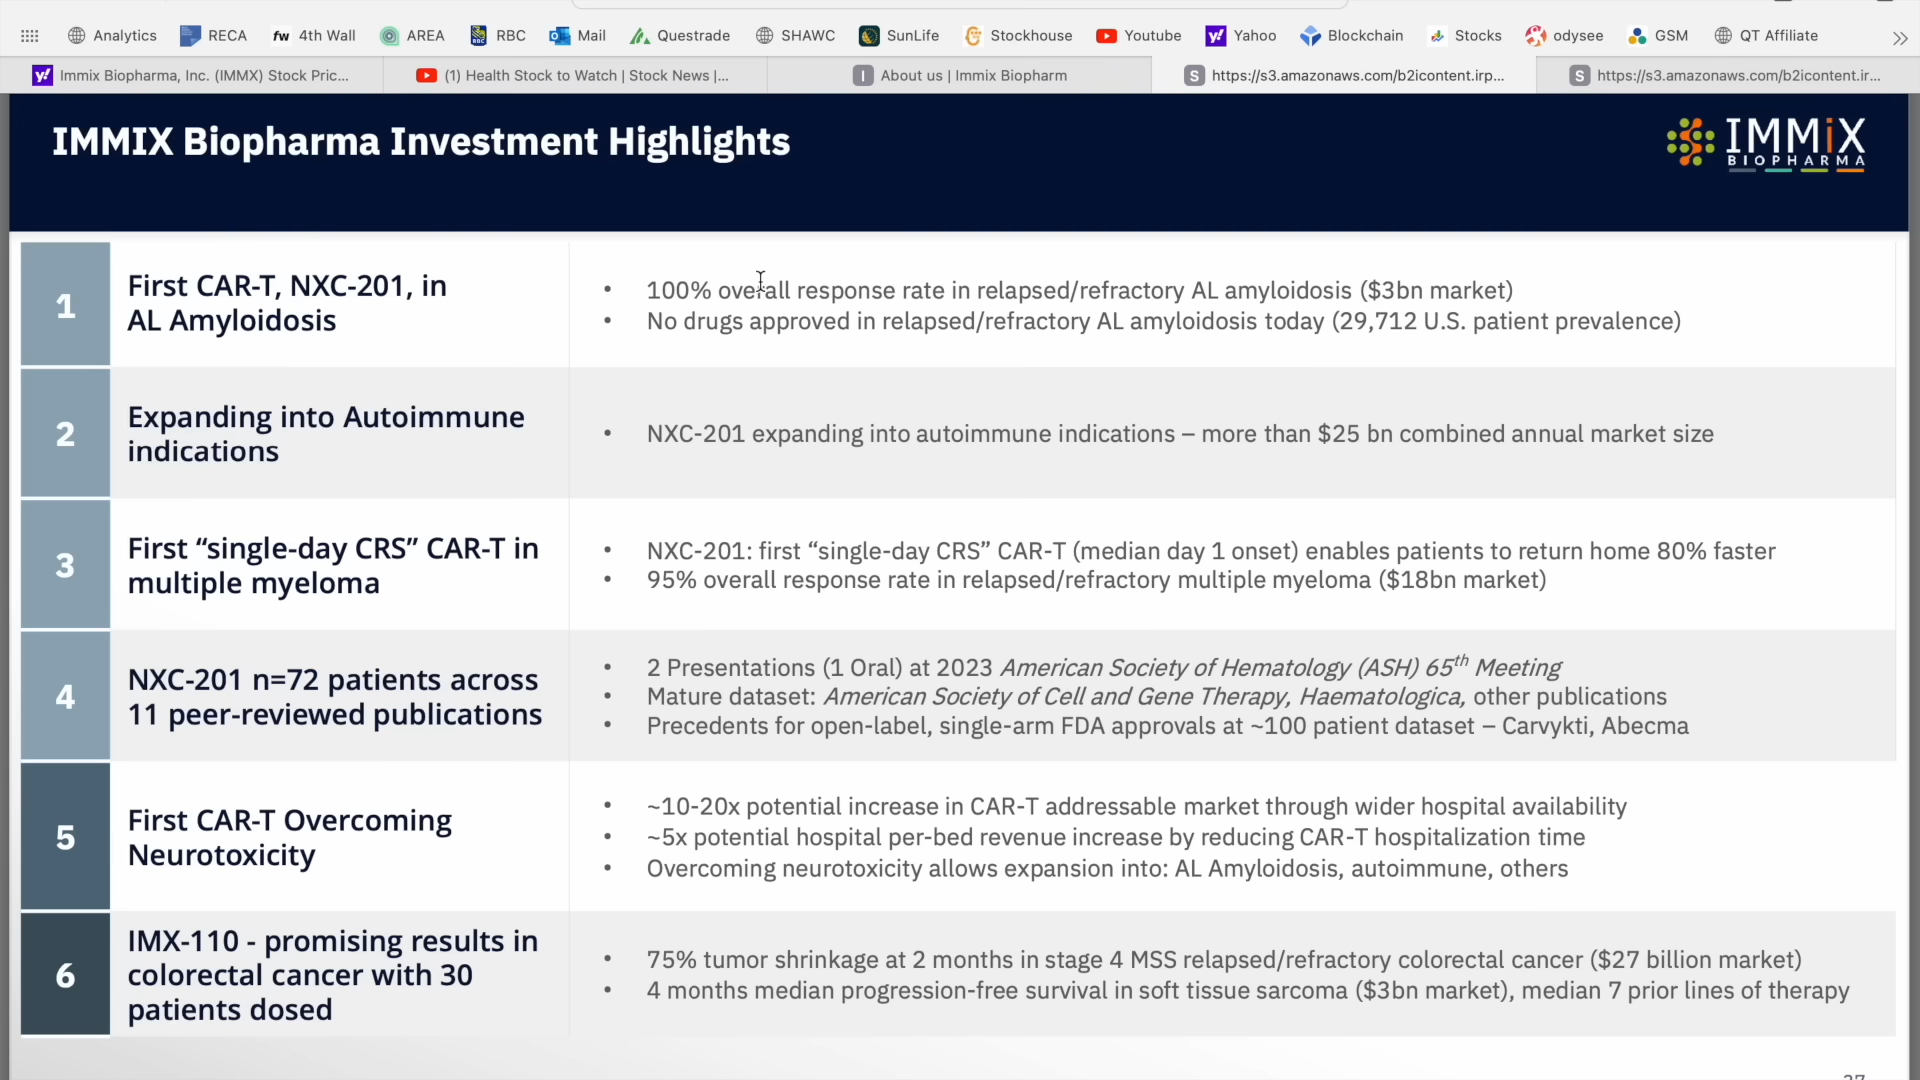 Analytics RECA fw 4th Wall AREA RBC Mail Questrade SHAWC SunLife Stockhouse Youtube Yahoo Blockchain Stocks odysee GSM QT Affiliate
y! Immix Biopharma, Inc. (IMMX) Stock Pric... (1) Health Stock to Watch | Stock News |... I About us | Immix Biopharm S https://s3.amazonaws.com/b2icontent.irp... S https://s3.amazonaws.com/b2icontent.ir...
IMMIX Biopharma Investment Highlights
IMMiX
BIOPHARMA
1
First CAR-T, NXC-201, in
AL Amyloidosis
• 100% overall response rate in relapsed/refractory AL amyloidosis ($3bn market)
• No drugs approved in relapsed/refractory AL amyloidosis today (29,712 U.S. patient prevalence)
2
Expanding into Autoimmune
indications
• NXC-201 expanding into autoimmune indications – more than $25 bn combined annual market size
3
First “single-day CRS” CAR-T in
multiple myeloma
• NXC-201: first “single-day CRS” CAR-T (median day 1 onset) enables patients to return home 80% faster
• 95% overall response rate in relapsed/refractory multiple myeloma ($18bn market)
4
NXC-201 n=72 patients across
11 peer-reviewed publications
• 2 Presentations (1 Oral) at 2023 American Society of Hematology (ASH) 65th Meeting
• Mature dataset: American Society of Cell and Gene Therapy, Haematologica, other publications
• Precedents for open-label, single-arm FDA approvals at ~100 patient dataset – Carvykti, Abecma
5
First CAR-T Overcoming
Neurotoxicity
• ~10-20x potential increase in CAR-T addressable market through wider hospital availability
• ~5x potential hospital per-bed revenue increase by reducing CAR-T hospitalization time
• Overcoming neurotoxicity allows expansion into: AL Amyloidosis, autoimmune, others
6
IMX-110 - promising results in
colorectal cancer with 30
patients dosed
• 75% tumor shrinkage at 2 months in stage 4 MSS relapsed/refractory colorectal cancer ($27 billion market)
• 4 months median progression-free survival in soft tissue sarcoma ($3bn market), median 7 prior lines of therapy